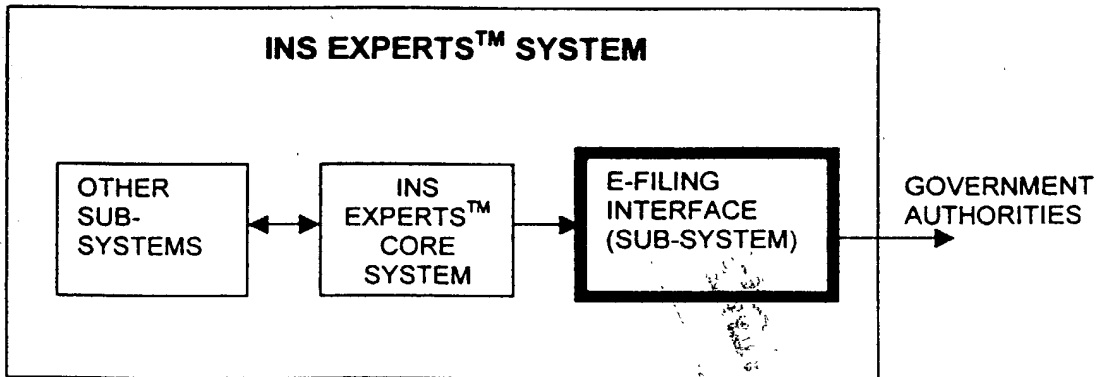 INS EXPERTS™ SYSTEM
OTHER
SUB-
SYSTEMS
INS
EXPERTS™
CORE
SYSTEM
E-FILING
INTERFACE
(SUB-SYSTEM)
GOVERNMENT
AUTHORITIES